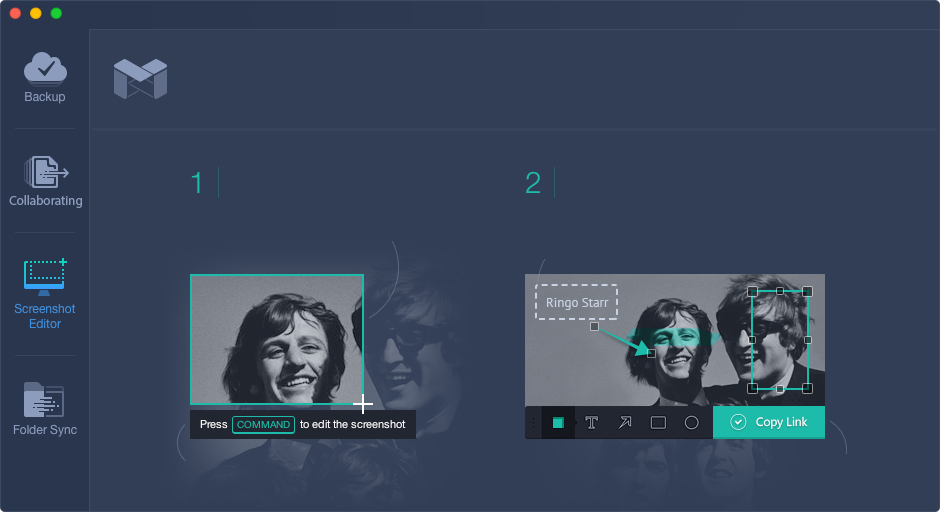 Backup
Collaborating
Screenshot
Editor
Folder Sync
1
2
Press COMMAND to edit the screenshot
Ringo Starr
T
Copy Link